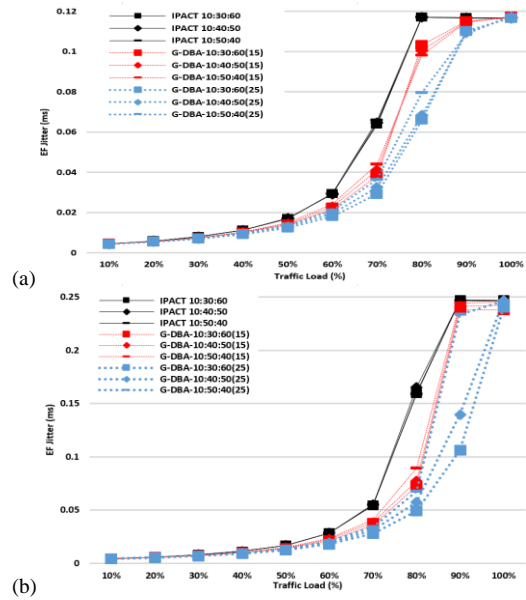 0.12
0.1
0.08
0.06
0.04
0.02
0
EF Jitter (ms)
IPACT 10:30:60
IPACT 10:40:50
IPACT 10:50:40
G-DBA-10:30:60(15)
G-DBA-10:40:50(15)
G-DBA-10:50:40(15)
G-DBA-10:30:60(25)
G-DBA-10:40:50(25)
G-DBA-10:50:40(25)
10% 20% 30% 40% 50% 60% 70% 80% 90% 100%
Traffic Load (%)
(a)
0.25
0.2
0.15
0.1
0.05
0
EF Jitter (ms)
IPACT 10:30:60
IPACT 10:40:50
IPACT 10:50:40
G-DBA-10:30:60(15)
G-DBA-10:40:50(15)
G-DBA-10:50:40(15)
G-DBA-10:30:60(25)
G-DBA-10:40:50(25)
G-DBA-10:50:40(25)
10% 20% 30% 40% 50% 60% 70% 80% 90% 100%
Traffic Load (%)
(b)